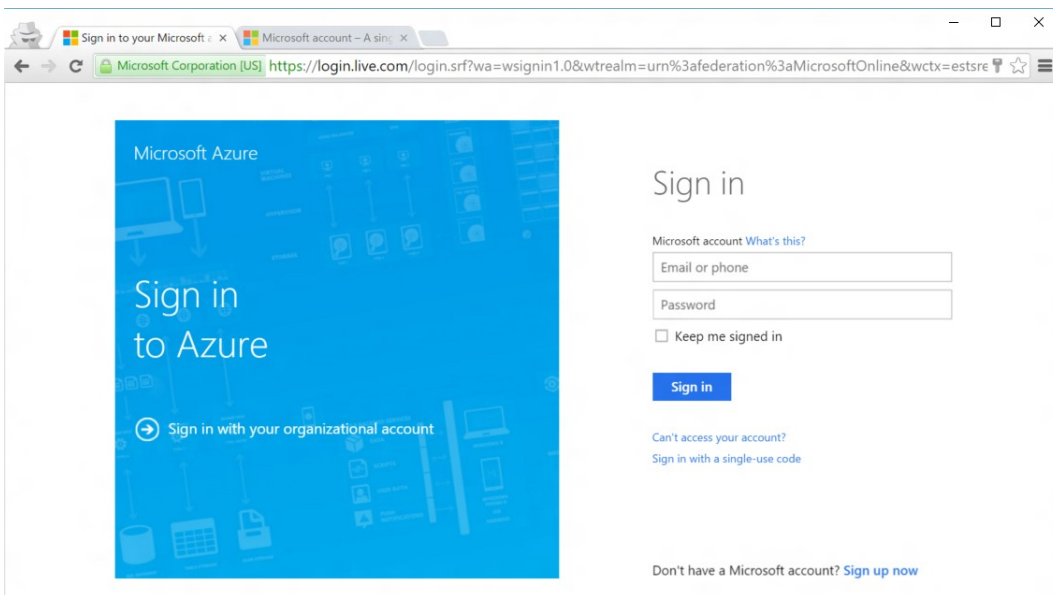 Sign in to your Microsoft a
Microsoft account – A sing
Microsoft Corporation [US] https://login.live.com/login.srf?wa=wsignin1.0&wtrealm=urn%3afederation%3aMicrosoftOnline&wctx=estsre
Microsoft Azure
Sign in
to Azure
Sign in with your organizational account
Sign in
Microsoft account What's this?
Email or phone
Password
Keep me signed in
Sign in
Can't access your account?
Sign in with a single-use code
Don't have a Microsoft account? Sign up now